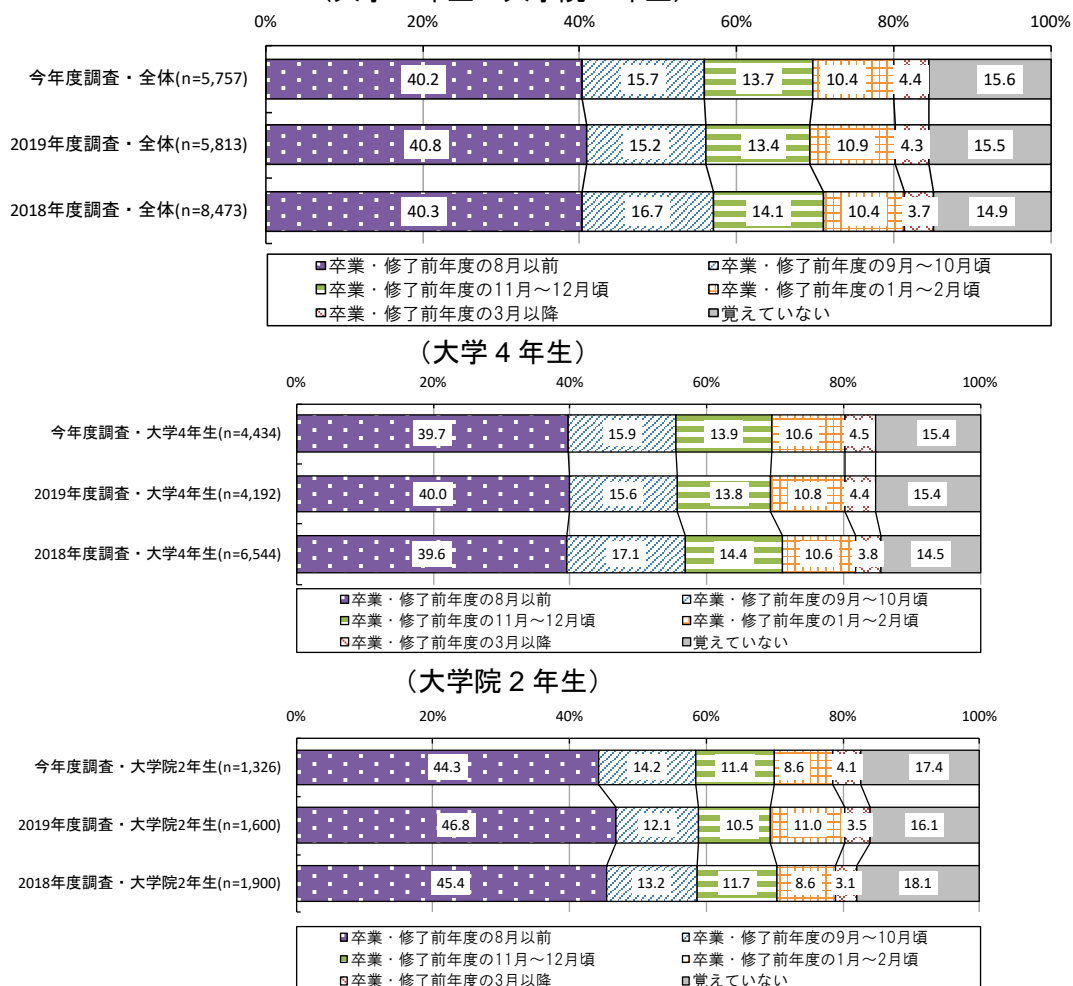 0% 20% 40% 60% 80% 100%
今年度調査・全体(n=5,757) 40.2 15.7 13.7 10.4 4.4 15.6
2019年度調査・全体(n=5,813) 40.8 15.2 13.4 10.9 4.3 15.5
2018年度調査・全体(n=8,473) 40.3 16.7 14.1 10.4 3.7 14.9
卒業・修了前年度の8月以前 卒業・修了前年度の9月～10月頃
卒業・修了前年度の11月～12月頃 卒業・修了前年度の1月～2月頃
卒業・修了前年度の3月以降 覚えていない
（大学４年生）
0% 20% 40% 60% 80% 100%
今年度調査・大学4年生(n=4,434) 39.7 15.9 13.9 10.6 4.5 15.4
2019年度調査・大学4年生(n=4,192) 40.0 15.6 13.8 10.8 4.4 15.4
2018年度調査・大学4年生(n=6,544) 39.6 17.1 14.4 10.6 3.8 14.5
卒業・修了前年度の8月以前 卒業・修了前年度の9月～10月頃
卒業・修了前年度の11月～12月頃 卒業・修了前年度の1月～2月頃
卒業・修了前年度の3月以降 覚えていない
（大学院２年生）
0% 20% 40% 60% 80% 100%
今年度調査・大学院2年生(n=1,326) 44.3 14.2 11.4 8.6 4.1 17.4
2019年度調査・大学院2年生(n=1,600) 46.8 12.1 10.5 11.0 3.5 16.1
2018年度調査・大学院2年生(n=1,900) 45.4 13.2 11.7 8.6 3.1 18.1
卒業・修了前年度の8月以前 卒業・修了前年度の9月～10月頃
卒業・修了前年度の11月～12月頃 卒業・修了前年度の1月～2月頃
卒業・修了前年度の3月以降 覚えていない